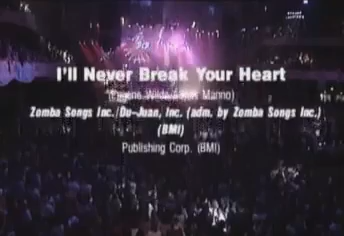 I'll Never Break Your Heart
(Eugene Wilde/ Manno)
Zomba Songs Inc./Du-Juan, Inc. (adm. by Zomba Songs Inc.)
(BMI)
Publishing Corp. (BMI)